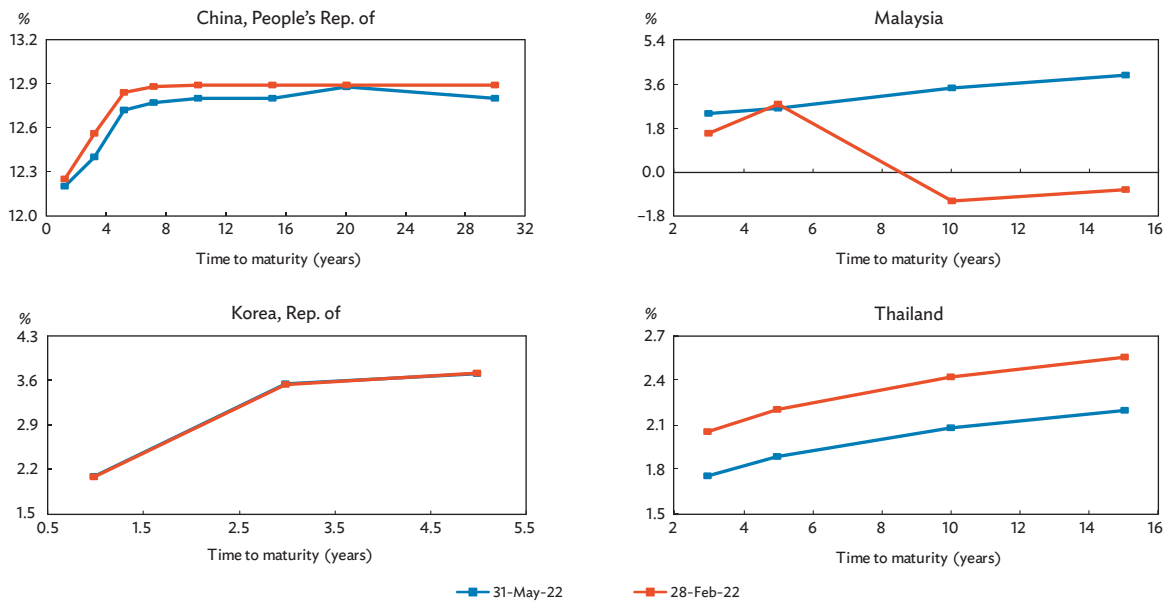 China, People's Rep. of
%
13.2
12.9
12.6
12.3
12.0
0 4 8 12 16 20 24 28 32
Time to maturity (years)
Malaysia
%
5.4
3.6
1.8
0.0
–1.8
2 4 6 8 10 12 14 16
Time to maturity (years)
Korea, Rep. of
%
4.3
3.6
2.9
2.2
1.5
0.5 1.5 2.5 3.5 4.5 5.5
Time to maturity (years)
Thailand
%
2.7
2.4
2.1
1.8
1.5
2 4 6 8 10 12 14 16
Time to maturity (years)
31-May-22 28-Feb-22